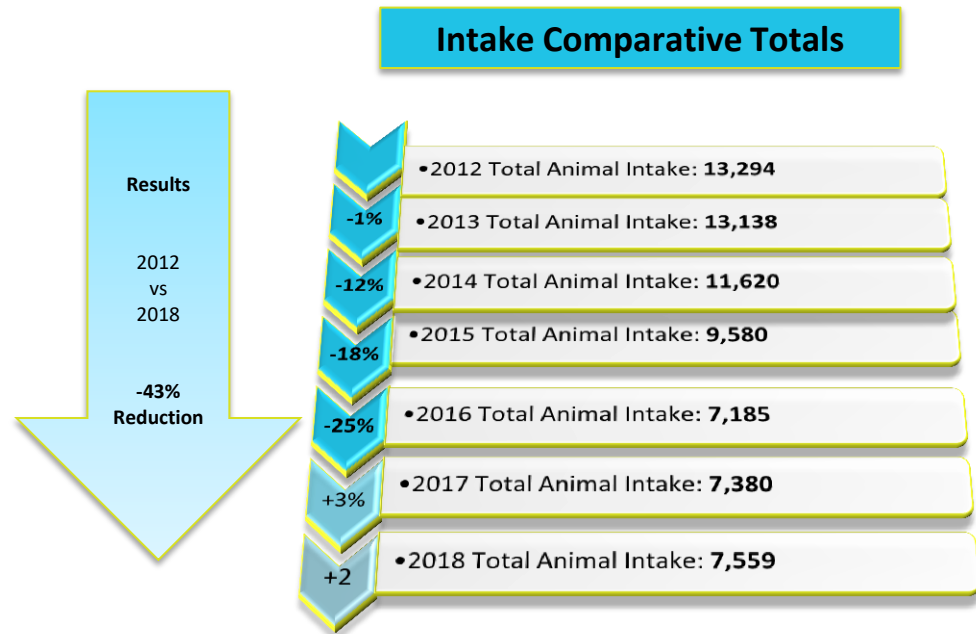 Intake Comparative Totals
Results
2012
vs
2018
-43%
Reduction
•2012 Total Animal Intake: 13,294
-1%
•2013 Total Animal Intake: 13,138
-12%
•2014 Total Animal Intake: 11,620
-18%
•2015 Total Animal Intake: 9,580
-25%
•2016 Total Animal Intake: 7,185
+3%
•2017 Total Animal Intake: 7,380
+2
•2018 Total Animal Intake: 7,559